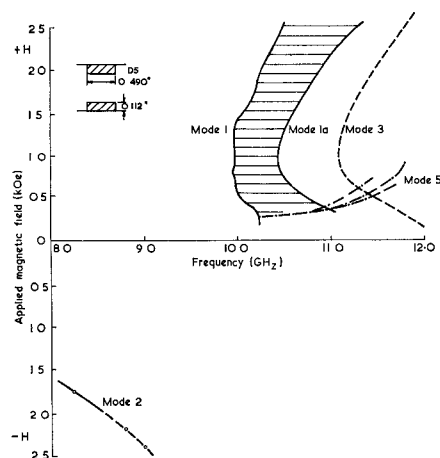 +H
2.5
2.0
1.5
1.0
0.5
0
D5
0 490"
0 112"
Mode 1
Mode 1a
Mode 3
Mode 5
8.0
9.0
10.0
11.0
12.0
Frequency (GHz)
Applied magnetic field (kOe)
0.5
1.0
1.5
2.0
2.5
Mode 2
-H